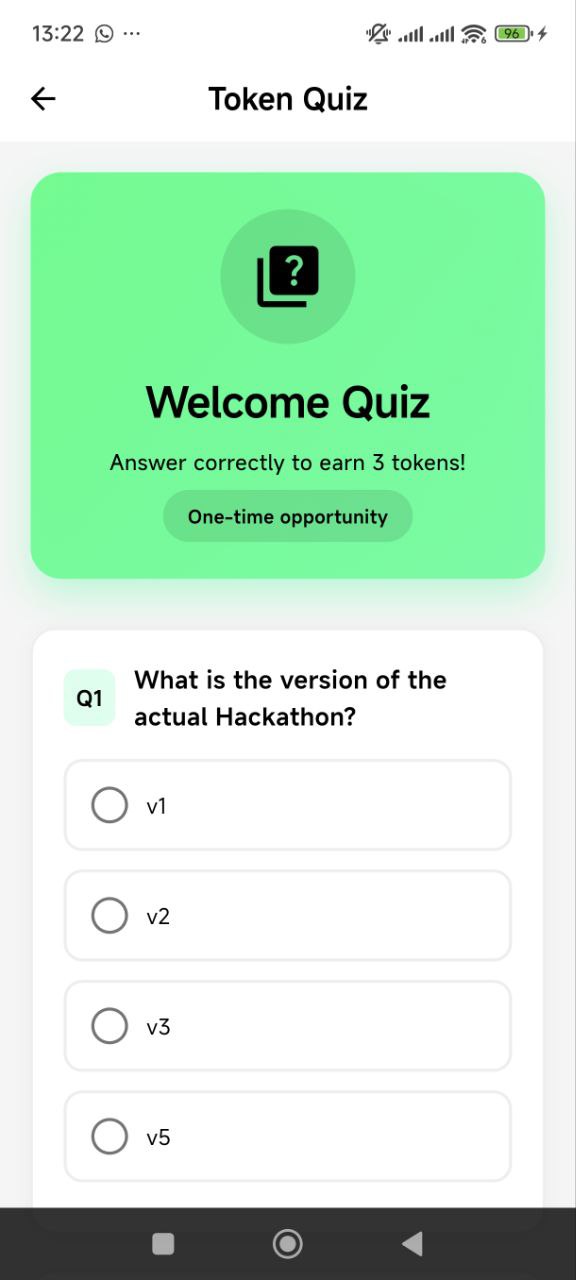 13:22
96
Token Quiz
?
Welcome Quiz
Answer correctly to earn 3 tokens!
One-time opportunity
Q1
What is the version of the
actual Hackathon?
v1
v2
v3
v5